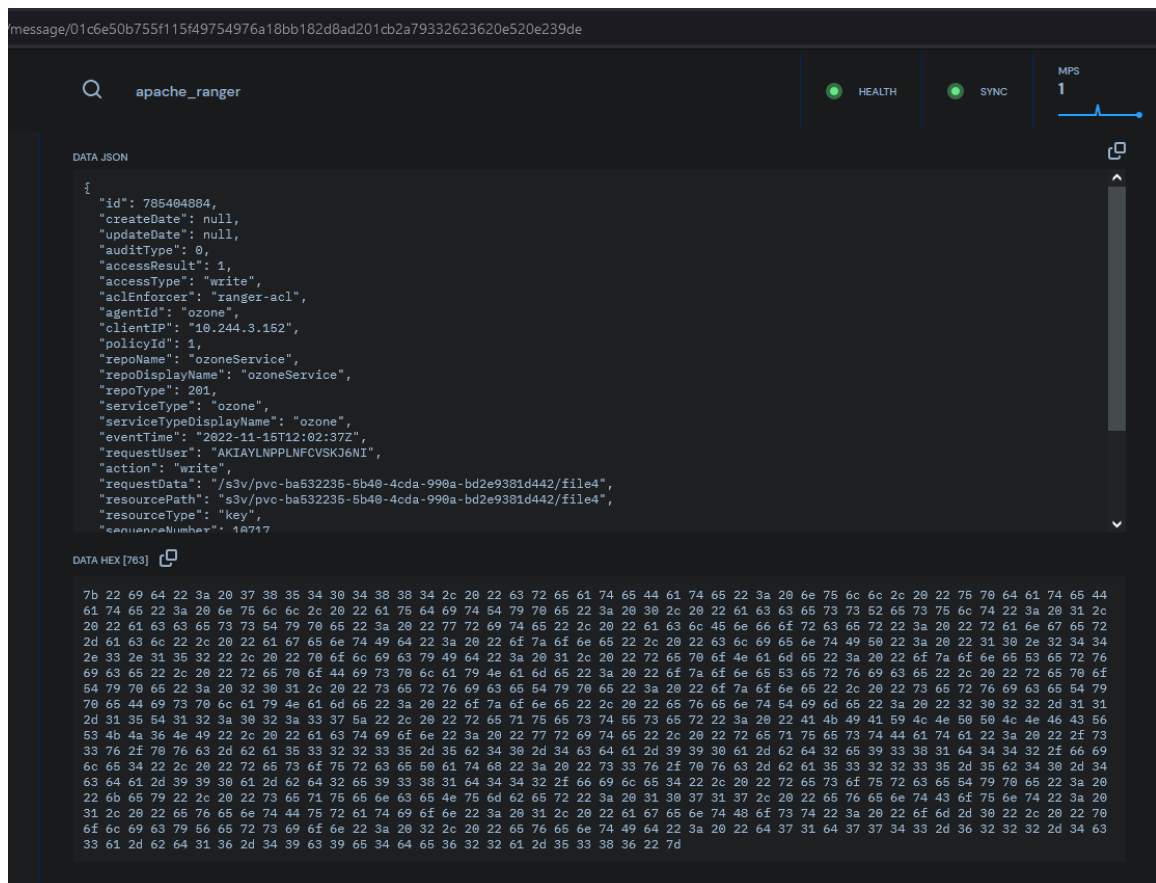 /message/01c6e50b755f115f49754976a18bb182d8ad201cb2a79332623620e520e239de
apache_ranger
HEALTH
SYNC
MPS
1
DATA JSON
{
"id": 785404884,
"createDate": null,
"updateDate": null,
"auditType": 0,
"accessResult": 1,
"accessType": "write",
"aclEnforcer": "ranger-acl",
"agentId": "ozone",
"clientIP": "10.244.3.152",
"policyId": 1,
"repoName": "ozoneService",
"repoDisplayName": "ozoneService",
"repoType": 201,
"serviceType": "ozone",
"serviceTypeDisplayName": "ozone",
"eventTime": "2022-11-15T12:02:37Z",
"requestUser": "AKIAYLNPPLNFCVSKJ6NI",
"action": "write",
"requestData": "/s3v/pvc-ba532235-5b40-4cda-990a-bd2e9381d442/file4",
"resourcePath": "s3v/pvc-ba532235-5b40-4cda-990a-bd2e9381d442/file4",
"resourceType": "key",
"sequenceNumber": 10717
DATA HEX [763]
7b 22 69 64 22 3a 20 37 38 35 34 30 34 38 38 34 2c 20 22 63 72 65 61 74 65 44 61 74 65 22 3a 20 6e 75 6c 6c 2c 20 22 75 70 64 61 74 65 44
61 74 65 22 3a 20 6e 75 6c 6c 2c 20 22 61 75 64 69 74 54 79 70 65 22 3a 20 30 2c 20 22 61 63 63 65 73 73 52 65 73 75 6c 74 22 3a 20 31 2c
20 22 61 63 63 65 73 73 54 79 70 65 22 3a 20 22 77 72 69 74 65 22 2c 20 22 61 63 6c 45 6e 66 6f 72 63 65 72 22 3a 20 22 72 61 6e 67 65 72
2d 61 63 6c 22 2c 20 22 61 67 65 6e 74 49 64 22 3a 20 22 6f 7a 6f 6e 65 22 2c 20 22 63 6c 69 65 6e 74 49 50 22 3a 20 22 31 30 2e 32 34 34
2e 33 2e 31 35 32 22 2c 20 22 70 6f 6c 69 63 79 49 64 22 3a 20 31 2c 20 22 72 65 70 6f 4e 61 6d 65 22 3a 20 22 6f 7a 6f 6e 65 53 65 72 76
69 63 65 22 2c 20 22 72 65 70 6f 44 69 73 70 6c 61 79 4e 61 6d 65 22 3a 20 22 6f 7a 6f 6e 65 53 65 72 76 69 63 65 22 2c 20 22 72 65 70 6f
54 79 70 65 22 3a 20 32 30 31 2c 20 22 73 65 72 76 69 63 65 54 79 70 65 22 3a 20 22 6f 7a 6f 6e 65 22 2c 20 22 73 65 72 76 69 63 65 54 79
70 65 44 69 73 70 6c 61 79 4e 61 6d 65 22 3a 20 22 6f 7a 6f 6e 65 22 2c 20 22 65 76 65 6e 74 54 69 6d 65 22 3a 20 22 32 30 32 32 2d 31 31
2d 31 35 54 31 32 3a 30 32 3a 33 37 5a 22 2c 20 22 72 65 71 75 65 73 74 55 73 65 72 22 3a 20 22 41 4b 49 41 59 4c 4e 50 50 4c 4e 46 43 56
53 4b 4a 36 4e 49 22 2c 20 22 61 63 74 69 6f 6e 22 3a 20 22 77 72 69 74 65 22 2c 20 22 72 65 71 75 65 73 74 44 61 74 61 22 3a 20 22 2f 73
33 76 2f 70 76 63 2d 62 61 35 33 32 32 33 35 2d 35 62 34 30 2d 34 63 64 61 2d 39 39 30 61 2d 62 64 32 65 39 33 38 31 64 34 34 32 2f 66 69
6c 65 34 22 2c 20 22 72 65 73 6f 75 72 63 65 50 61 74 68 22 3a 20 22 73 33 76 2f 70 76 63 2d 62 61 35 33 32 32 33 35 2d 35 62 34 30 2d 34
63 64 61 2d 39 39 30 61 2d 62 64 32 65 39 33 38 31 64 34 34 32 2f 66 69 6c 65 34 22 2c 20 22 72 65 73 6f 75 72 63 65 54 79 70 65 22 3a 20
22 6b 65 79 22 2c 20 22 73 65 71 75 65 6e 63 65 4e 75 6d 62 65 72 22 3a 20 31 30 37 31 37 2c 20 22 65 76 65 6e 74 43 6f 75 6e 74 22 3a 20
31 2c 20 22 65 76 65 6e 74 44 75 72 61 74 69 6f 6e 22 3a 20 31 2c 20 22 61 67 65 6e 74 48 6f 73 74 22 3a 20 22 6f 6d 2d 30 22 2c 20 22 70
6f 6c 69 63 79 56 65 72 73 69 6f 6e 22 3a 20 32 2c 20 22 65 76 65 6e 74 49 64 22 3a 20 22 64 37 31 64 37 37 34 33 2d 36 32 32 32 2d 34 63
33 61 2d 62 64 31 36 2d 34 39 63 39 65 34 64 65 36 32 32 61 2d 35 33 38 36 22 7d